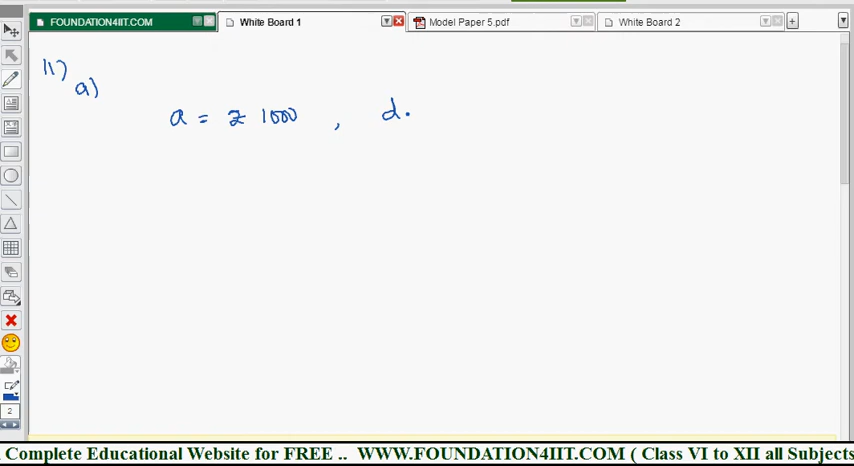 FOUNDATION4IIT.COM
White Board 1
Model Paper 5.pdf
White Board 2
11)
a)
a = ₹ 1000 , d.
2
Complete Educational Website for FREE .. WWW.FOUNDATION4IIT.COM ( Class VI to XII all Subjects